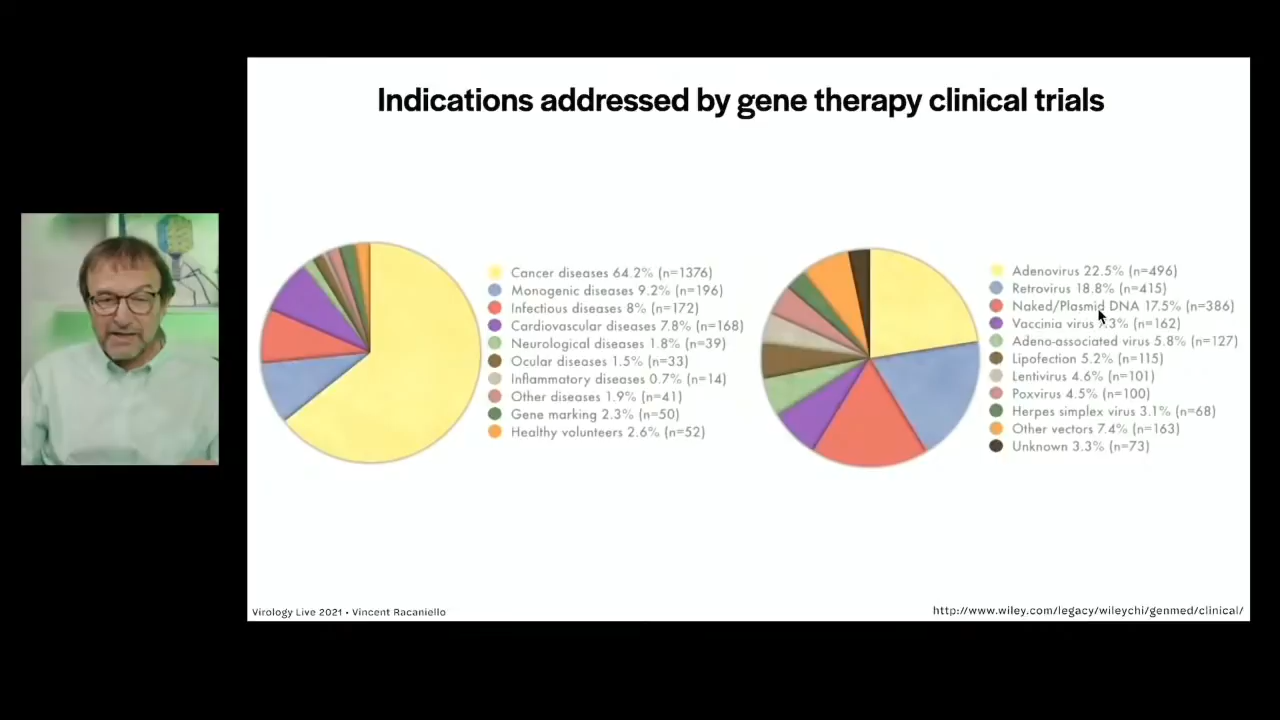 Indications addressed by gene therapy clinical trials
Cancer diseases 64.2% (n=1376)
Monogenic diseases 9.2% (n=196)
Infectious diseases 8% (n=172)
Cardiovascular diseases 7.8% (n=168)
Neurological diseases 1.8% (n=39)
Ocular diseases 1.5% (n=33)
Inflammatory diseases 0.7% (n=14)
Other diseases 1.9% (n=41)
Gene marking 2.3% (n=50)
Healthy volunteers 2.6% (n=52)
Adenovirus 22.5% (n=496)
Retrovirus 18.8% (n=415)
Naked/Plasmid DNA 17.5% (n=386)
Vaccinia virus 7.3% (n=162)
Adeno-associated virus 5.8% (n=127)
Lipofection 5.2% (n=115)
Lentivirus 4.6% (n=101)
Poxvirus 4.5% (n=100)
Herpes simplex virus 3.1% (n=68)
Other vectors 7.4% (n=163)
Unknown 3.3% (n=73)
Virology Live 2021 • Vincent Racaniello
http://www.wiley.com/legacy/wileychi/genmed/clinical/